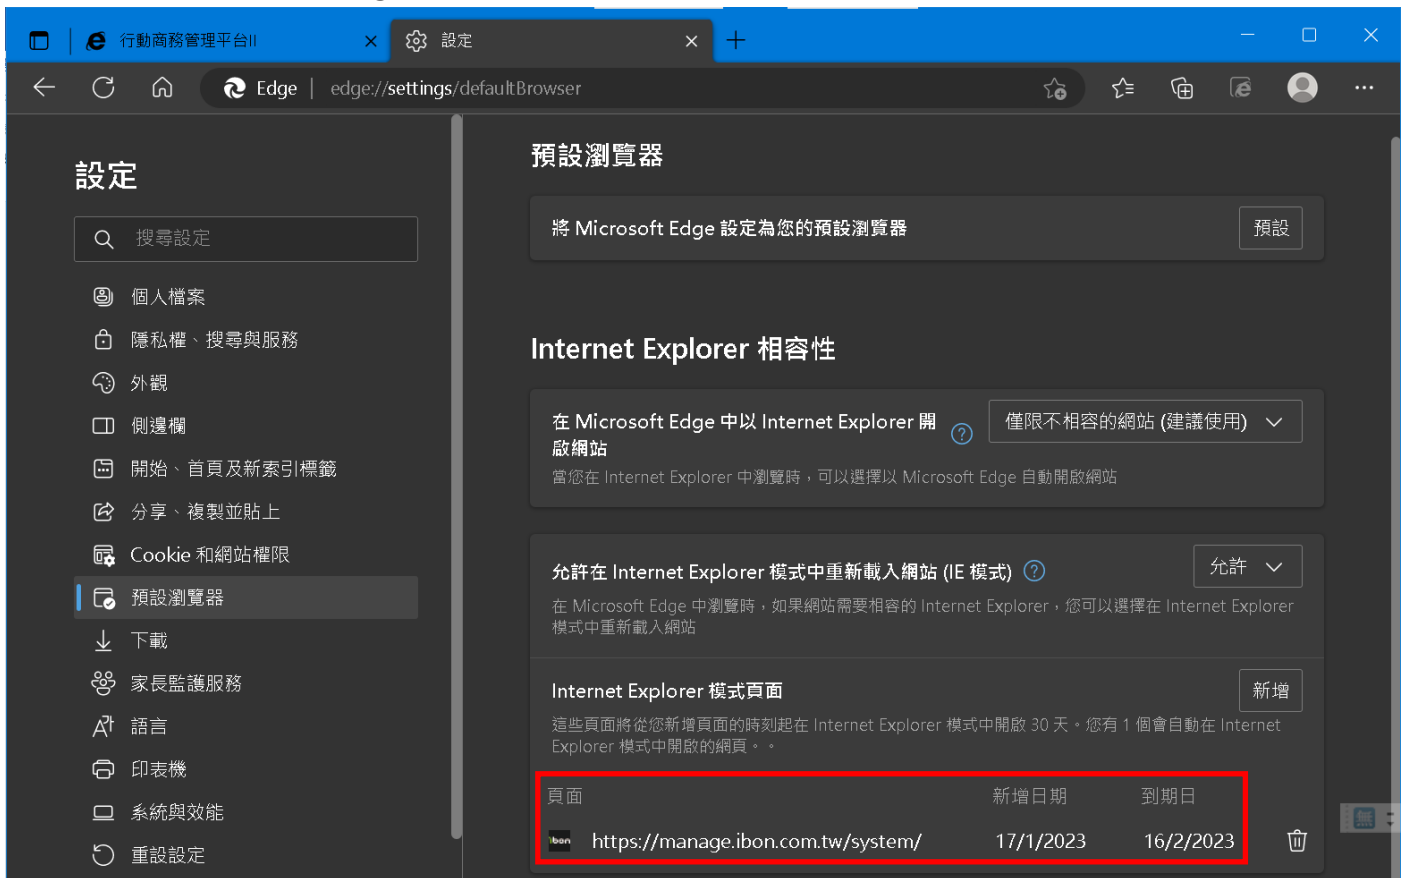 行動商務管理平台II
設定
Edge | edge://settings/defaultBrowser
設定
搜尋設定
個人檔案
隱私權、搜尋與服務
外觀
側邊欄
開始、首頁及新索引標籤
分享、複製並貼上
Cookie 和網站權限
預設瀏覽器
下載
家長監護服務
語言
印表機
系統與效能
重設設定
預設瀏覽器
將 Microsoft Edge 設定為您的預設瀏覽器
預設
Internet Explorer 相容性
在 Microsoft Edge 中以 Internet Explorer 開
啟網站
僅限不相容的網站 (建議使用)
當您在 Internet Explorer 中瀏覽時，可以選擇以 Microsoft Edge 自動開啟網站
允許在 Internet Explorer 模式中重新載入網站 (IE 模式)
允許
在 Microsoft Edge 中瀏覽時，如果網站需要相容的 Internet Explorer，您可以選擇在 Internet Explorer
模式中重新載入網站
Internet Explorer 模式頁面
新增
這些頁面將從您新增頁面的時刻起在 Internet Explorer 模式中開啟 30 天。您有 1 個會自動在 Internet
Explorer 模式中開啟的網頁。。
頁面 新增日期 到期日
ibon https://manage.ibon.com.tw/system/ 17/1/2023 16/2/2023
無